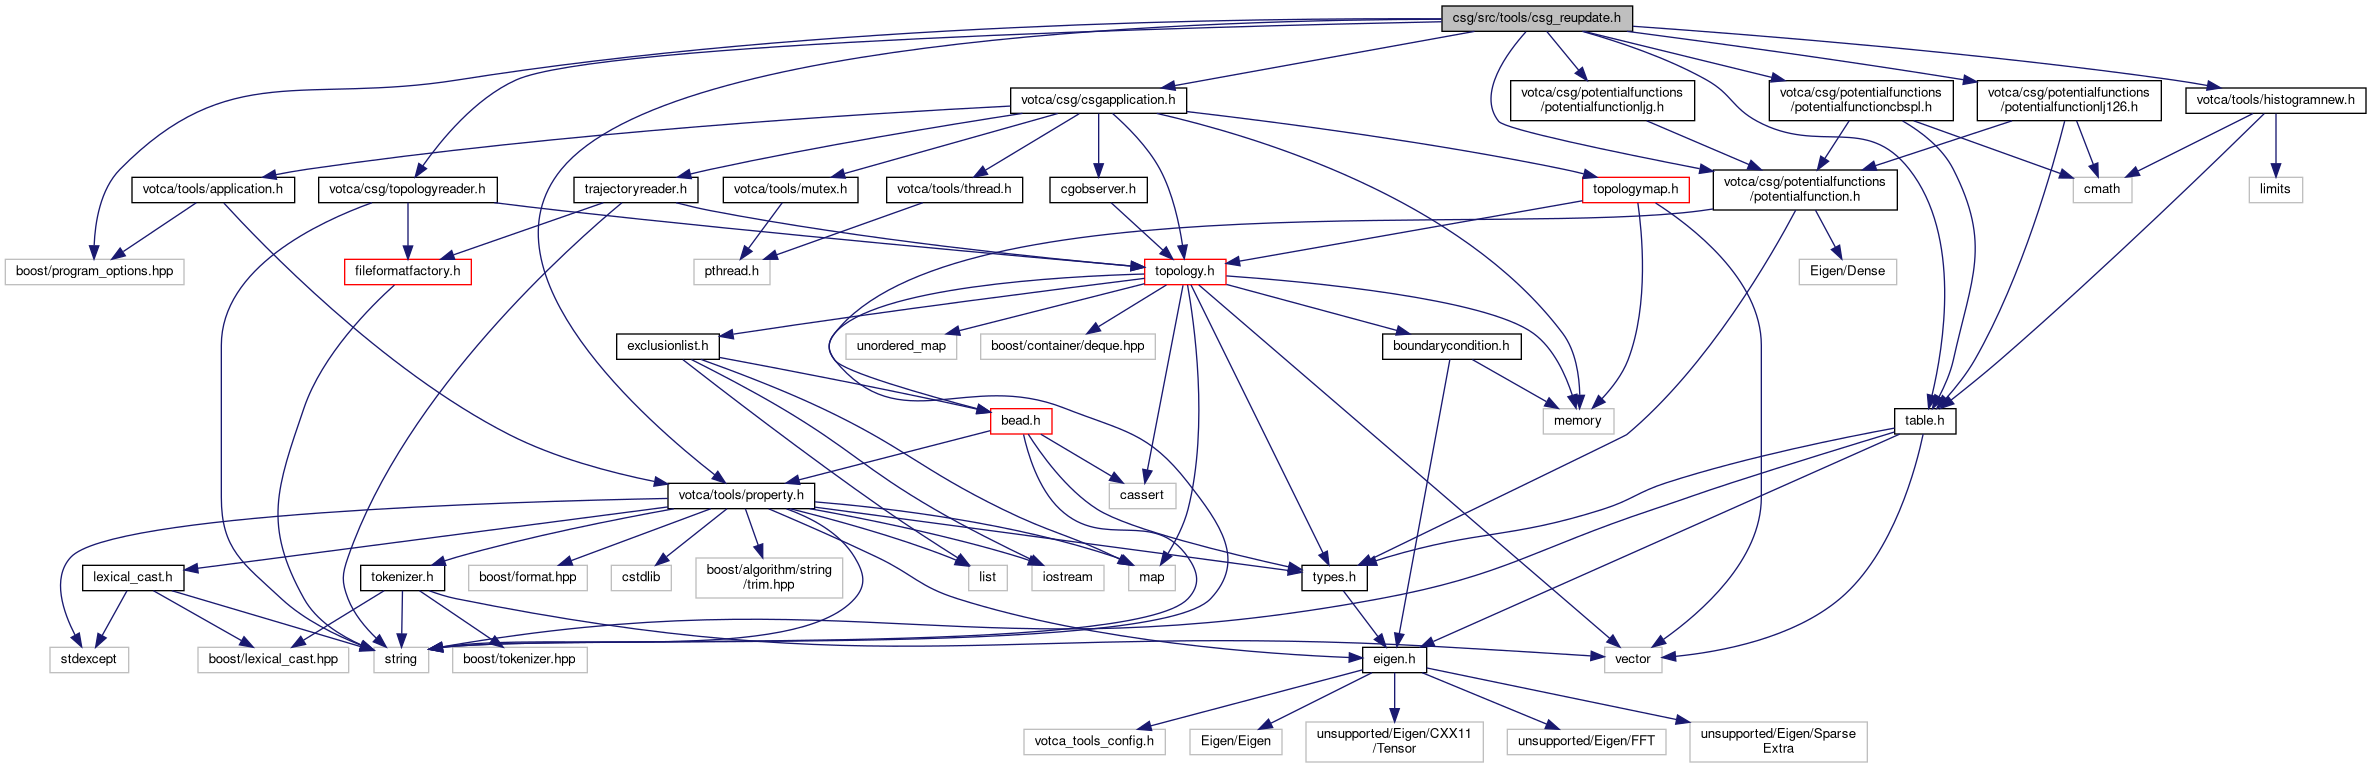 csg/src/tools/csg_reupdate.h
votca/csg/csgapplication.h
votca/csg/potentialfunctions
/potentialfunctionljg.h
votca/csg/potentialfunctions
/potentialfunctioncbspl.h
votca/csg/potentialfunctions
/potentialfunctionlj126.h
votca/tools/histogramnew.h
votca/tools/application.h
votca/csg/topologyreader.h
trajectoryreader.h
votca/tools/mutex.h
votca/tools/thread.h
cgobserver.h
topologymap.h
votca/csg/potentialfunctions
/potentialfunction.h
cmath
limits
boost/program_options.hpp
fileformatfactory.h
pthread.h
topology.h
Eigen/Dense
exclusionlist.h
unordered_map
boost/container/deque.hpp
boundarycondition.h
bead.h
memory
table.h
votca/tools/property.h
cassert
lexical_cast.h
tokenizer.h
boost/format.hpp
cstdlib
boost/algorithm/string
/trim.hpp
list
iostream
map
types.h
stdexcept
boost/lexical_cast.hpp
string
boost/tokenizer.hpp
eigen.h
vector
votca_tools_config.h
Eigen/Eigen
unsupported/Eigen/CXX11
/Tensor
unsupported/Eigen/FFT
unsupported/Eigen/Sparse
Extra